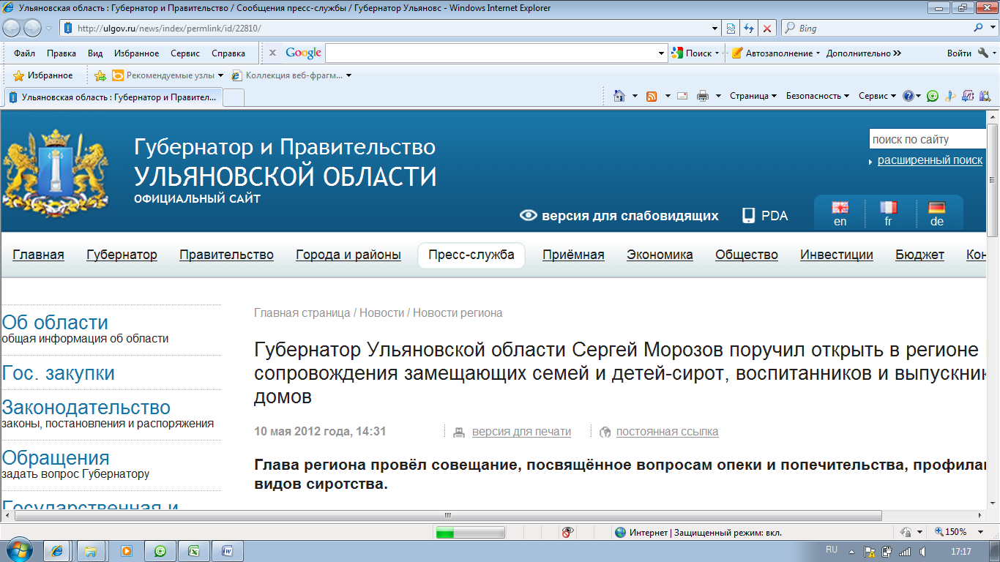 Ульяновская область : Губернатор и Правительство / Сообщения пресс-службы / Губернатор Ульяновс - Windows Internet Explorer
http://ulgov.ru/news/index/permlink/id/22810/
Bing
Файл Правка Вид Избранное Сервис Справка
x Google Поиск Автозаполнение Дополнительно Войти
Избранное Рекомендуемые узлы Коллекция веб-фрагм...
Ульяновская область : Губернатор и Правител...
Страница Безопасность Сервис
Губернатор и Правительство
УЛЬЯНОВСКОЙ ОБЛАСТИ
ОФИЦИАЛЬНЫЙ САЙТ
поиск по сайту
расширенный поиск
версия для слабовидящих PDA en fr de
Главная Губернатор Правительство Города и районы Пресс-служба Приёмная Экономика Общество Инвестиции Бюджет Кон
Об области
общая информация об области
Гос. закупки
Законодательство
законы, постановления и распоряжения
Обращения
задать вопрос Губернатору
Государственная и
Главная страница / Новости / Новости региона
Губернатор Ульяновской области Сергей Морозов поручил открыть в регионе
сопровождения замещающих семей и детей-сирот, воспитанников и выпускник
домов
10 мая 2012 года, 14:31 версия для печати постоянная ссылка
Глава региона провёл совещание, посвящённое вопросам опеки и попечительства, профилак
видов сиротства.
Интернет | Защищенный режим: вкл. 150%
RU 17:17